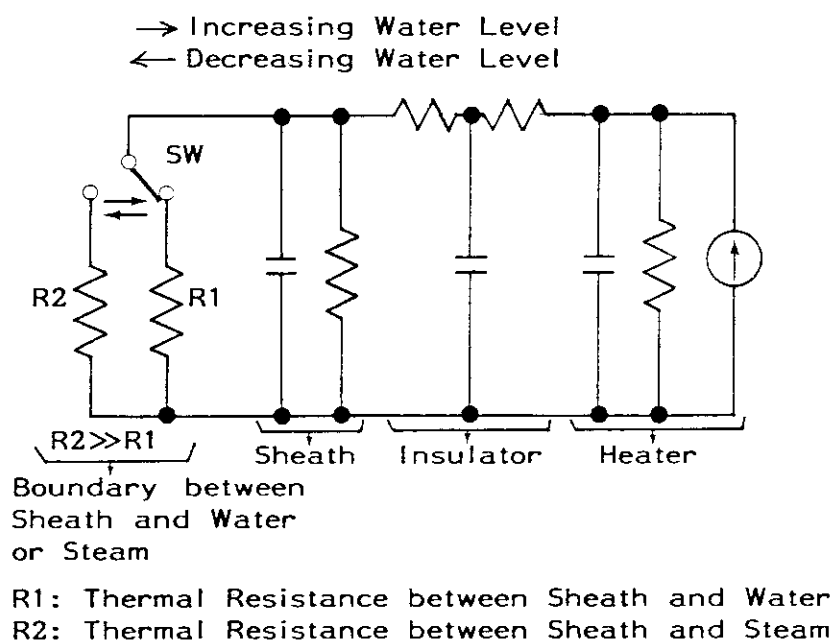 → Increasing Water Level
← Decreasing Water Level
SW
R2
R1
R2≫R1
Sheath
Insulator
Heater
Boundary between
Sheath and Water
or Steam
R1: Thermal Resistance between Sheath and Water
R2: Thermal Resistance between Sheath and Steam